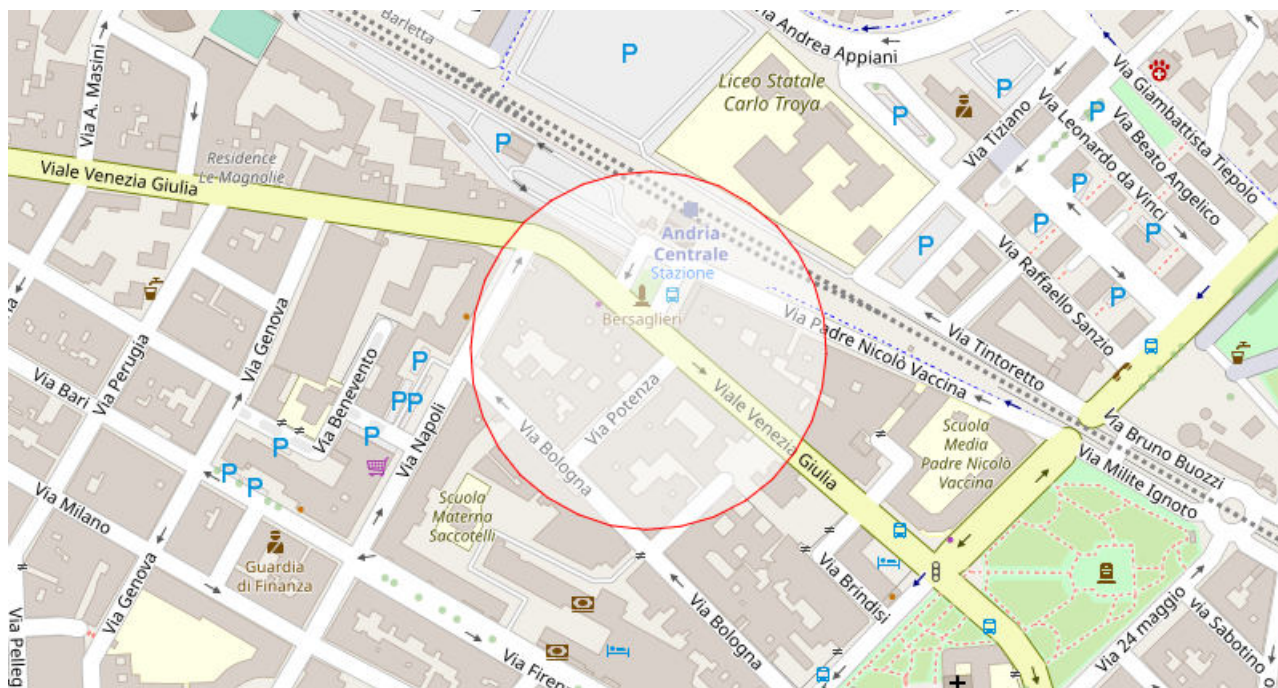 Barletta
Via Andrea Appiani
Via A. Masini
P
Liceo Statale
Carlo Troya
Via Giambattista Tiepolo
P
P
Via Tiziano
Via Leonardo da Vinci
Via Beato Angelico
P
Residence
Le Magnolie
Viale Venezia Giulia
P
P
P
P
P
Andria
Centrale
Stazione
Bersaglieri
Via Raffaello Sanzio
Via Padre Nicolò Vaccina
Via Tintoretto
Via Perugia
Via Genova
Via Bari
Via Benevento
P
P
P
P
P
P
P
Via Napoli
Via Potenza
Viale Venezia Giulia
Via Bologna
Scuola
Media
Padre Nicolò
Vaccina
Via Bruno Buozzi
Via Milite Ignoto
Via Milano
Scuola
Materna
Saccotelli
Guardia
di Finanza
Via Genova
Via Brindisi
Via Bologna
Via 24 maggio
via Sabotino
Via Pelleg
Via Firenz